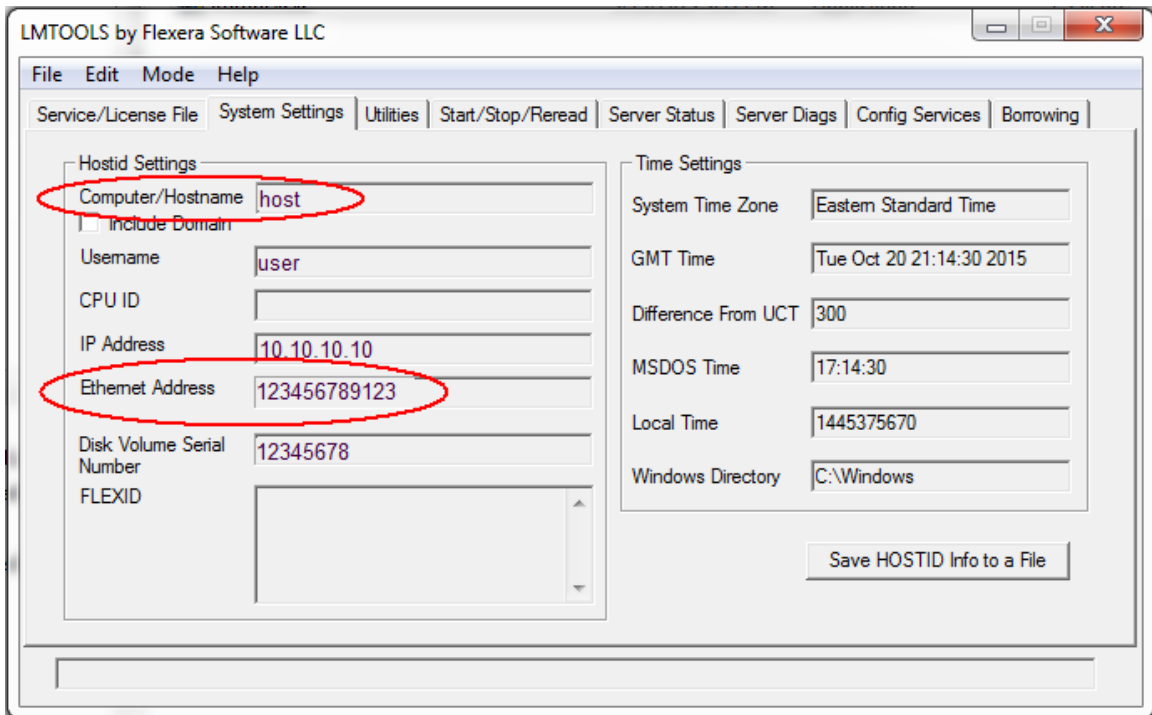 LMTOOLS by Flexera Software LLC
File Edit Mode Help
Service/License File System Settings Utilities Start/Stop/Reread Server Status Server Diags Config Services Borrowing
Hostid Settings
Computer/Hostname host
Include Domain
Username user
CPU ID
IP Address 10.10.10.10
Ethernet Address 123456789123
Disk Volume Serial
Number 12345678
FLEXID
Time Settings
System Time Zone Eastern Standard Time
GMT Time Tue Oct 20 21:14:30 2015
Difference From UCT 300
MSDOS Time 17:14:30
Local Time 1445375670
Windows Directory C:\Windows
Save HOSTID Info to a File